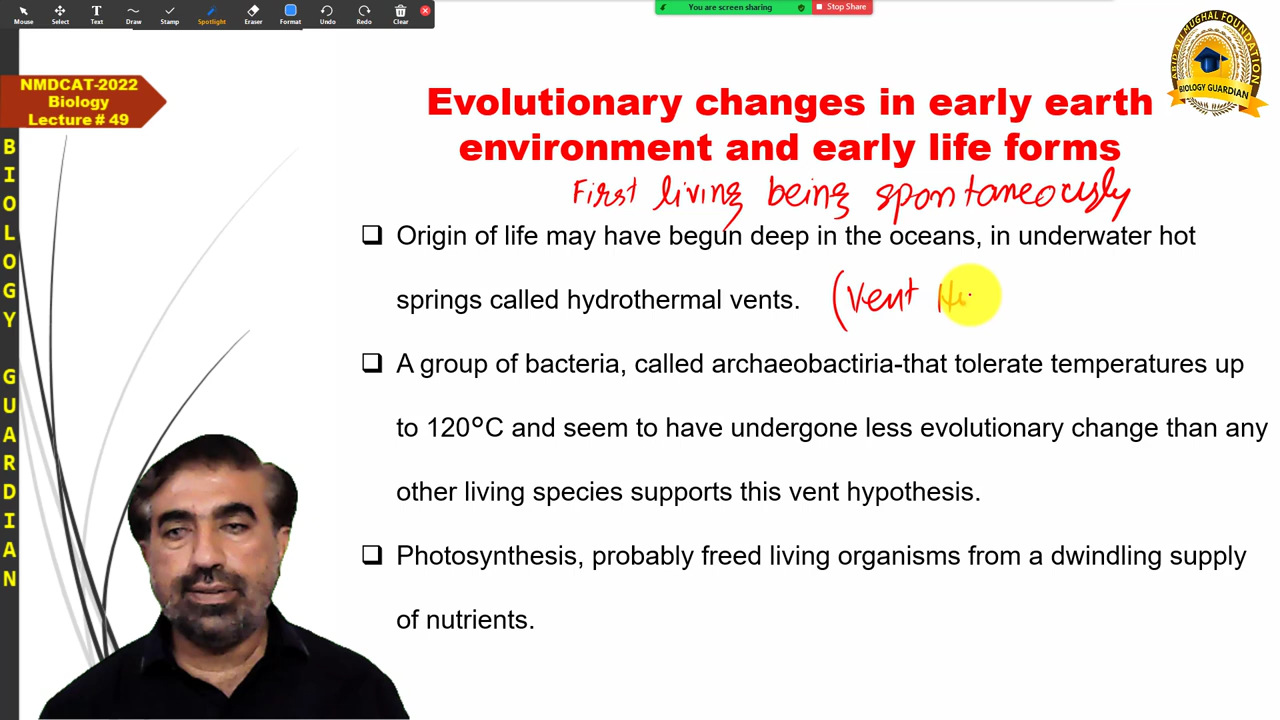 Mouse Select Text Draw Stamp Spotlight Eraser Format Undo Redo Clear
You are screen sharing Stop Share
ABID ALI MUGHAL FOUNDATION
BIOLOGY GUARDIAN
NMDCAT-2022
Biology
Lecture # 49
BIOLOGY GUARDIAN
Evolutionary changes in early earth
environment and early life forms
First living being spontaneously
Origin of life may have begun deep in the oceans, in underwater hot
springs called hydrothermal vents. (Vent
A group of bacteria, called archaeobactiria-that tolerate temperatures up
to 120°C and seem to have undergone less evolutionary change than any
other living species supports this vent hypothesis.
Photosynthesis, probably freed living organisms from a dwindling supply
of nutrients.